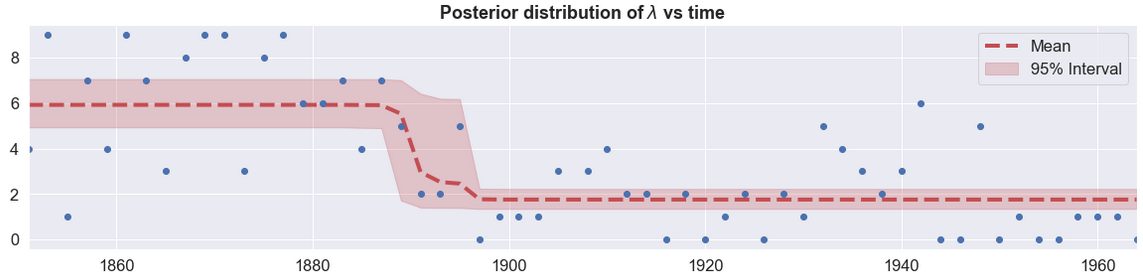 Posterior distribution of λ vs time
Mean
95% Interval
8
6
4
2
0
1860 1880 1900 1920 1940 1960